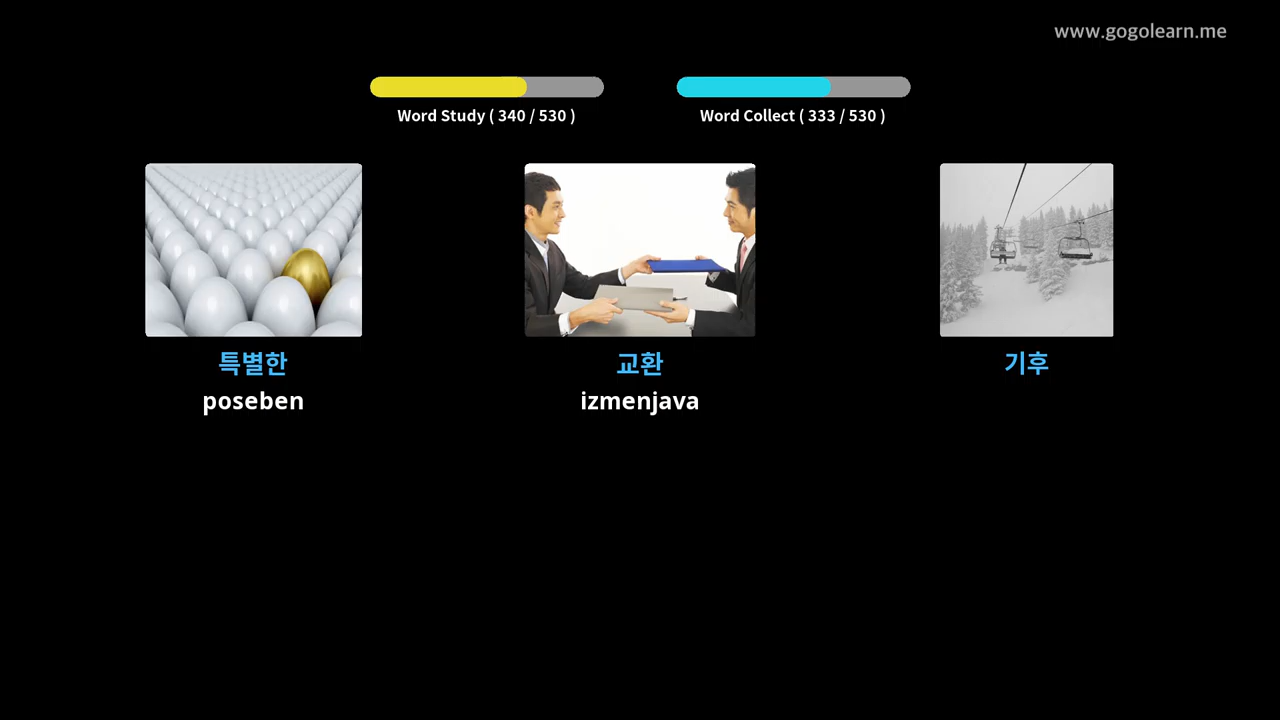 www.gogolearn.me
Word Study ( 340 / 530 )
Word Collect ( 333 / 530 )
특별한
교환
기후
poseben
izmenjava